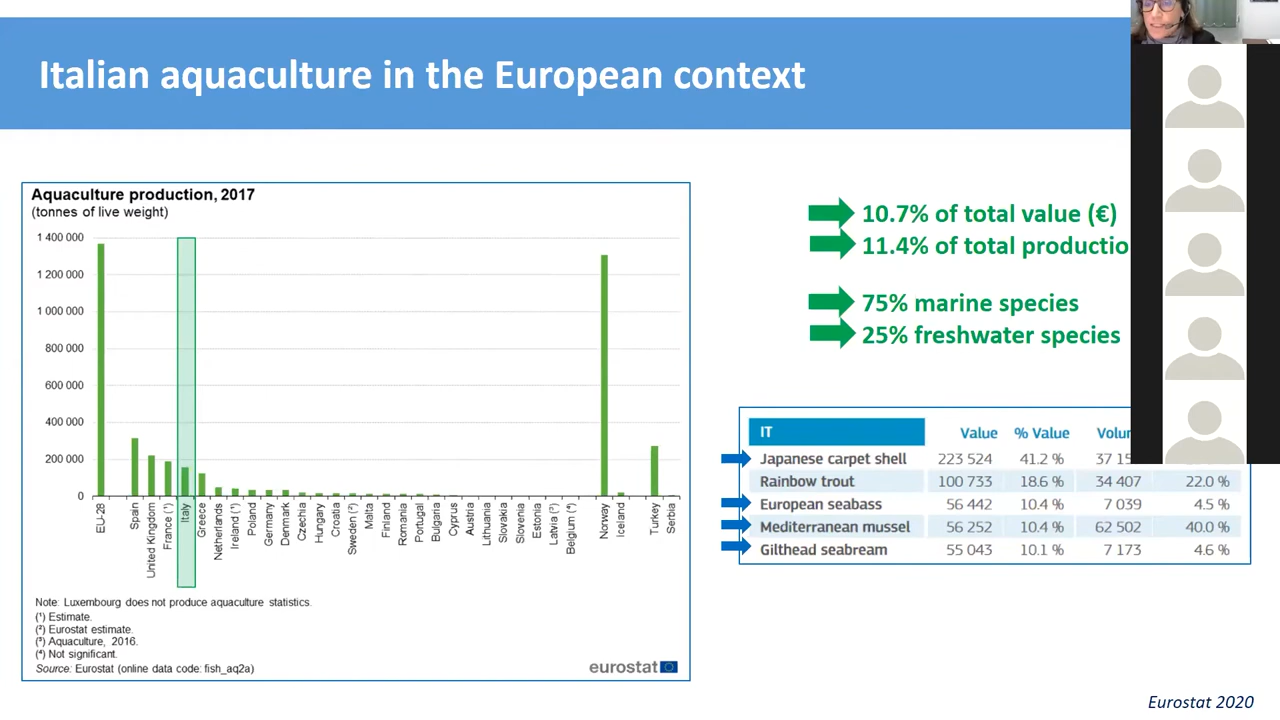 Italian aquaculture in the European context
Aquaculture production, 2017
(tonnes of live weight)
1 400 000
1 200 000
1 000 000
800 000
600 000
400 000
200 000
0
EU-28
Spain
United Kingdom
France (¹)
Italy
Greece
Netherlands
Ireland (¹)
Poland
Germany
Denmark
Czechia
Hungary
Croatia
Sweden (²)
Malta
Finland
Romania
Portugal
Bulgaria
Cyprus
Austria
Lithuania
Slovakia
Slovenia
Estonia
Latvia (³)
Belgium (⁴)
Norway
Iceland
Turkey
Serbia
Note: Luxembourg does not produce aquaculture statistics.
(¹) Estimate.
(²) Eurostat estimate.
(³) Aquaculture, 2016.
(⁴) Not significant.
Source: Eurostat (online data code: fish_aq2a)
eurostat
10.7% of total value (€)
11.4% of total productio
75% marine species
25% freshwater species
IT Value % Value Volu
Japanese carpet shell 223 524 41.2 % 37 15
Rainbow trout 100 733 18.6 % 34 407 22.0 %
European seabass 56 442 10.4 % 7 039 4.5 %
Mediterranean mussel 56 252 10.4 % 62 502 40.0 %
Gilthead seabream 55 043 10.1 % 7 173 4.6 %
Eurostat 2020